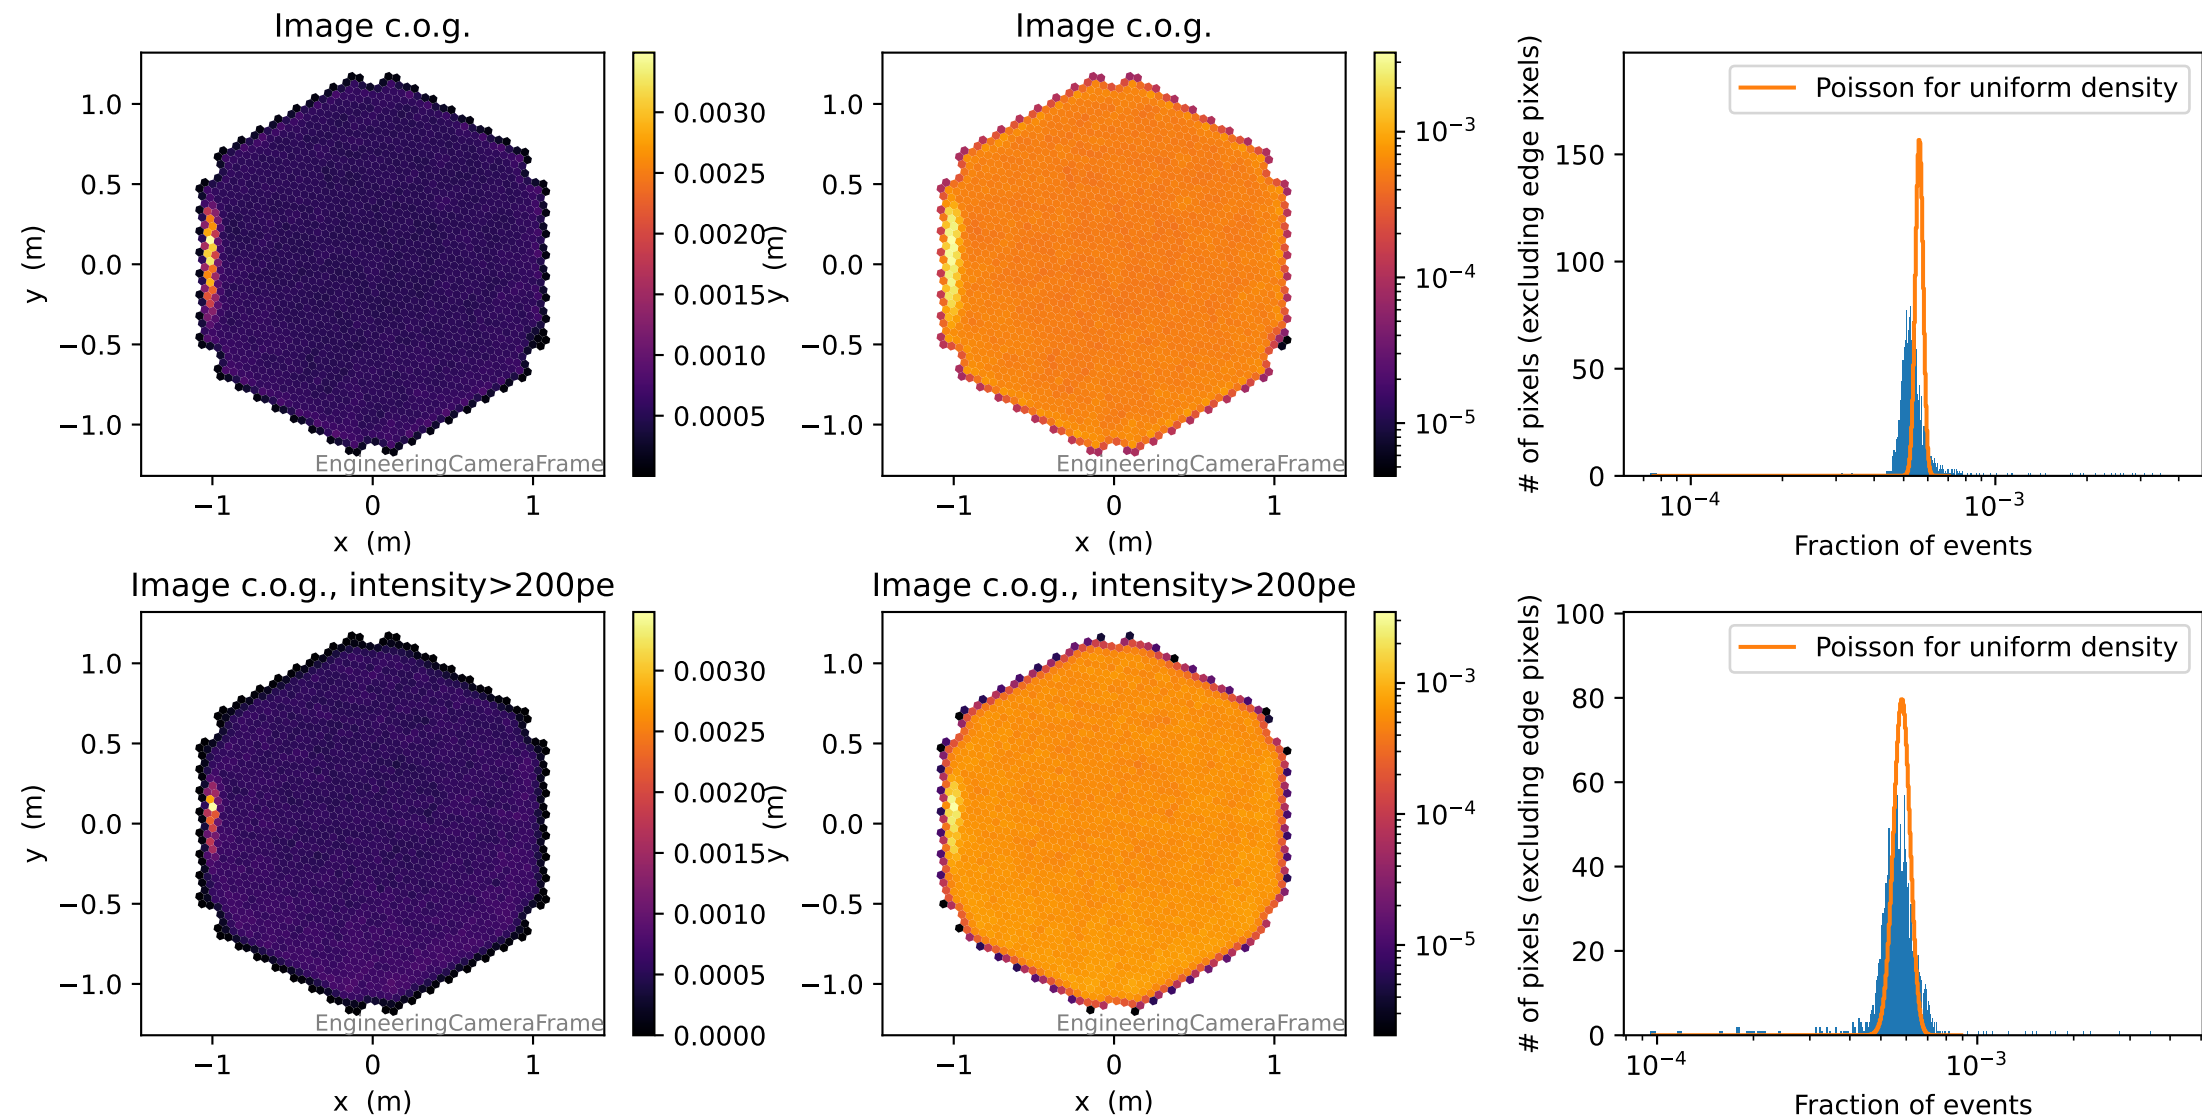 Image c.o.g.
y (m)
1.0
0.5
0.0
−0.5
−1.0
−1
0
1
x (m)
EngineeringCameraFrame
0.0030
0.0025
0.0020
0.0015
0.0010
0.0005
Image c.o.g.
y (m)
1.0
0.5
0.0
−0.5
−1.0
−1
0
1
x (m)
EngineeringCameraFrame
10⁻³
10⁻⁴
10⁻⁵
# of pixels (excluding edge pixels)
150
100
50
0
Poisson for uniform density
10⁻⁴
10⁻³
Fraction of events
Image c.o.g., intensity>200pe
y (m)
1.0
0.5
0.0
−0.5
−1.0
−1
0
1
x (m)
EngineeringCameraFrame
0.0030
0.0025
0.0020
0.0015
0.0010
0.0005
0.0000
Image c.o.g., intensity>200pe
y (m)
1.0
0.5
0.0
−0.5
−1.0
−1
0
1
x (m)
EngineeringCameraFrame
10⁻³
10⁻⁴
10⁻⁵
# of pixels (excluding edge pixels)
100
80
60
40
20
0
Poisson for uniform density
10⁻⁴
10⁻³
Fraction of events